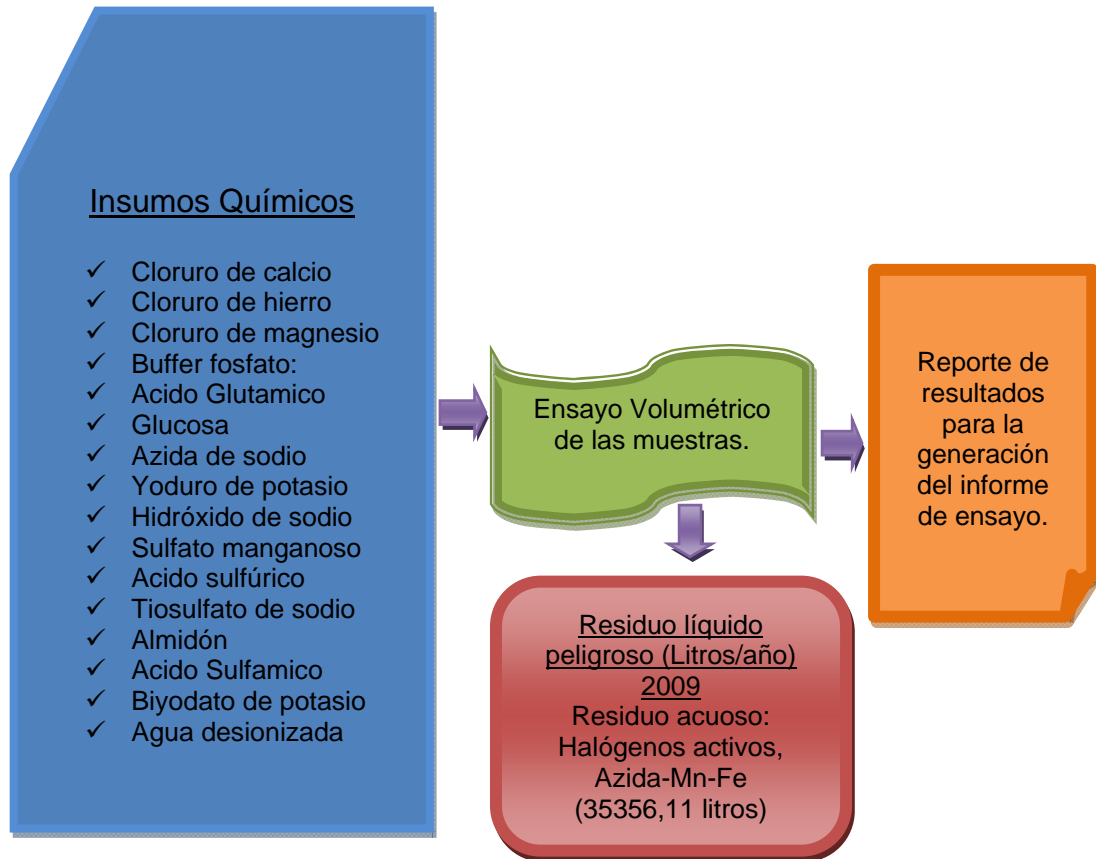 Insumos Químicos
✓ Cloruro de calcio
✓ Cloruro de hierro
✓ Cloruro de magnesio
✓ Buffer fosfato:
✓ Acido Glutamico
✓ Glucosa
✓ Azida de sodio
✓ Yoduro de potasio
✓ Hidróxido de sodio
✓ Sulfato manganoso
✓ Acido sulfúrico
✓ Tiosulfato de sodio
✓ Almidón
✓ Acido Sulfamico
✓ Biyodato de potasio
✓ Agua desionizada
Ensayo Volumétrico
de las muestras.
Residuo líquido
peligroso (Litros/año)
2009
Residuo acuoso:
Halógenos activos,
Azida-Mn-Fe
(35356,11 litros)
Reporte de
resultados
para la
generación
del informe
de ensayo.